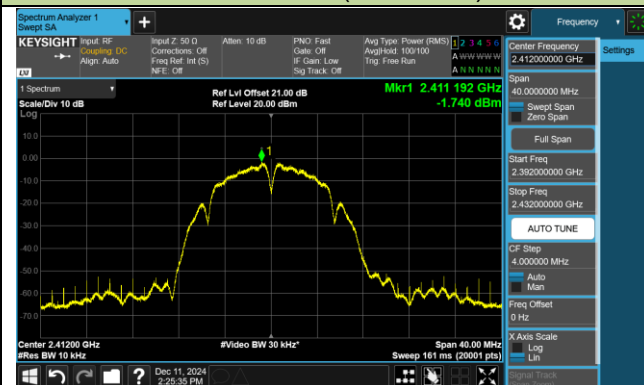 Spectrum Analyzer 1
Swept SA
Frequency
KEYSIGHT
Input: RF
Coupling: DC
Align: Auto
Input Z: 50 Ω
Corrections: Off
Freq Ref: Int (S)
NFE: Off
Atten: 10 dB
PNO: Fast
Gate: Off
IF Gain: Low
Sig Track: Off
Avg Type: Power (RMS)
Avg|Hold: 100/100
Trig: Free Run
1 2 3 4 5 6
A W W W W W
A N N N N N
LXI
1 Spectrum
Scale/Div 10 dB
Log
Ref Lvl Offset 21.00 dB
Ref Level 20.00 dBm
Mkr1 2.411 192 GHz
-1.740 dBm
1
10.0
0.00
-10.0
-20.0
-30.0
-40.0
-50.0
-60.0
-70.0
Center 2.41200 GHz
#Res BW 10 kHz
#Video BW 30 kHz*
Span 40.00 MHz
Sweep 161 ms (20001 pts)
Dec 11, 2024
2:25:35 PM
?
Settings
Center Frequency
2.412000000 GHz
Span
40.0000000 MHz
Swept Span
Zero Span
Full Span
Start Freq
2.392000000 GHz
Stop Freq
2.432000000 GHz
AUTO TUNE
CF Step
4.000000 MHz
Auto
Man
Freq Offset
0 Hz
X Axis Scale
Log
Lin
Signal Track